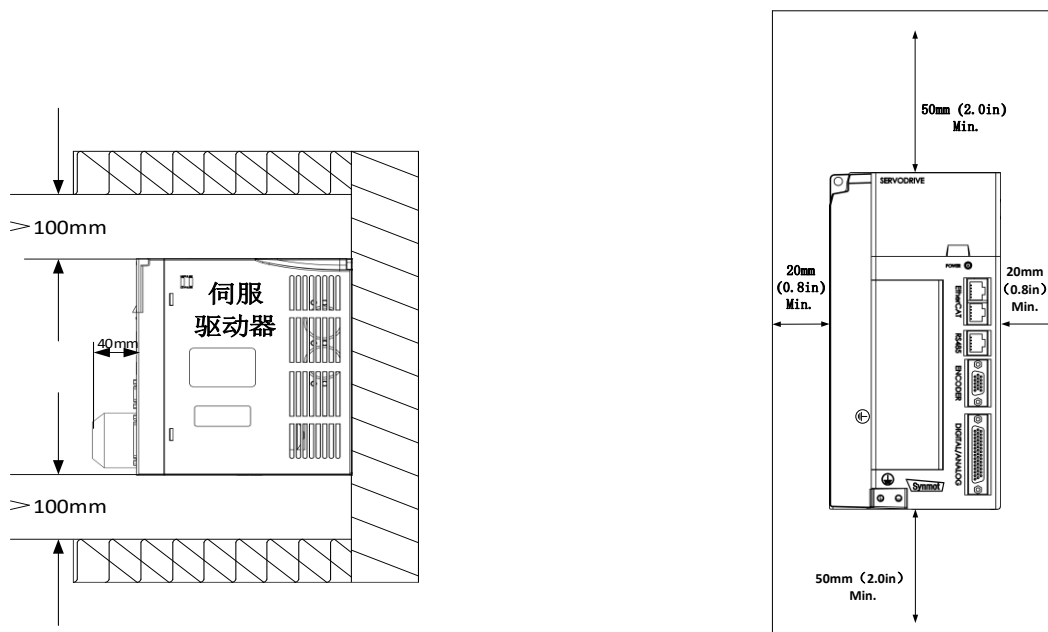 ＞100mm
伺服
驱动器
40mm
＞100mm
50mm (2.0in)
Min.
SERVODRIVE
POWER
20mm
(0.8in)
Min.
20mm
（0.8in）
Min.
EtherCAT
RS485
ENCODER
DIGITAL/ANALOG
Synmot
50mm（2.0in）
Min.